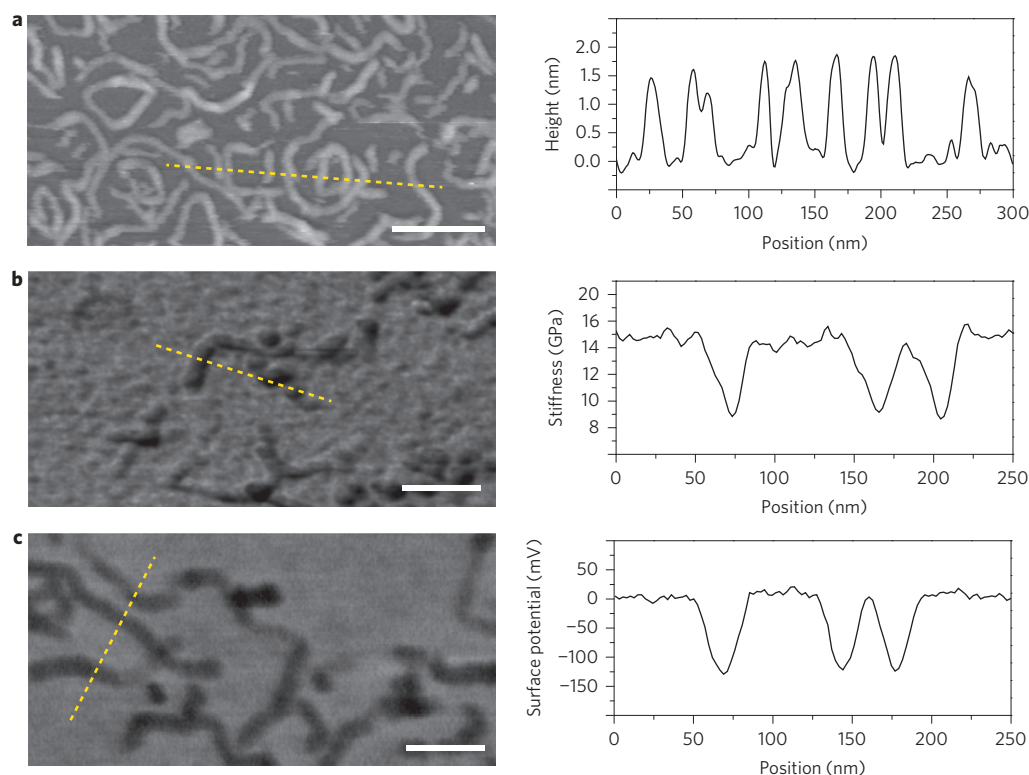 a
2.0
1.5
1.0
0.5
0.0
Height (nm)
0 50 100 150 200 250 300
Position (nm)
b
20
18
16
14
12
10
8
Stiffness (GPa)
0 50 100 150 200 250
Position (nm)
c
50
0
−50
−100
−150
Surface potential (mV)
0 50 100 150 200 250
Position (nm)